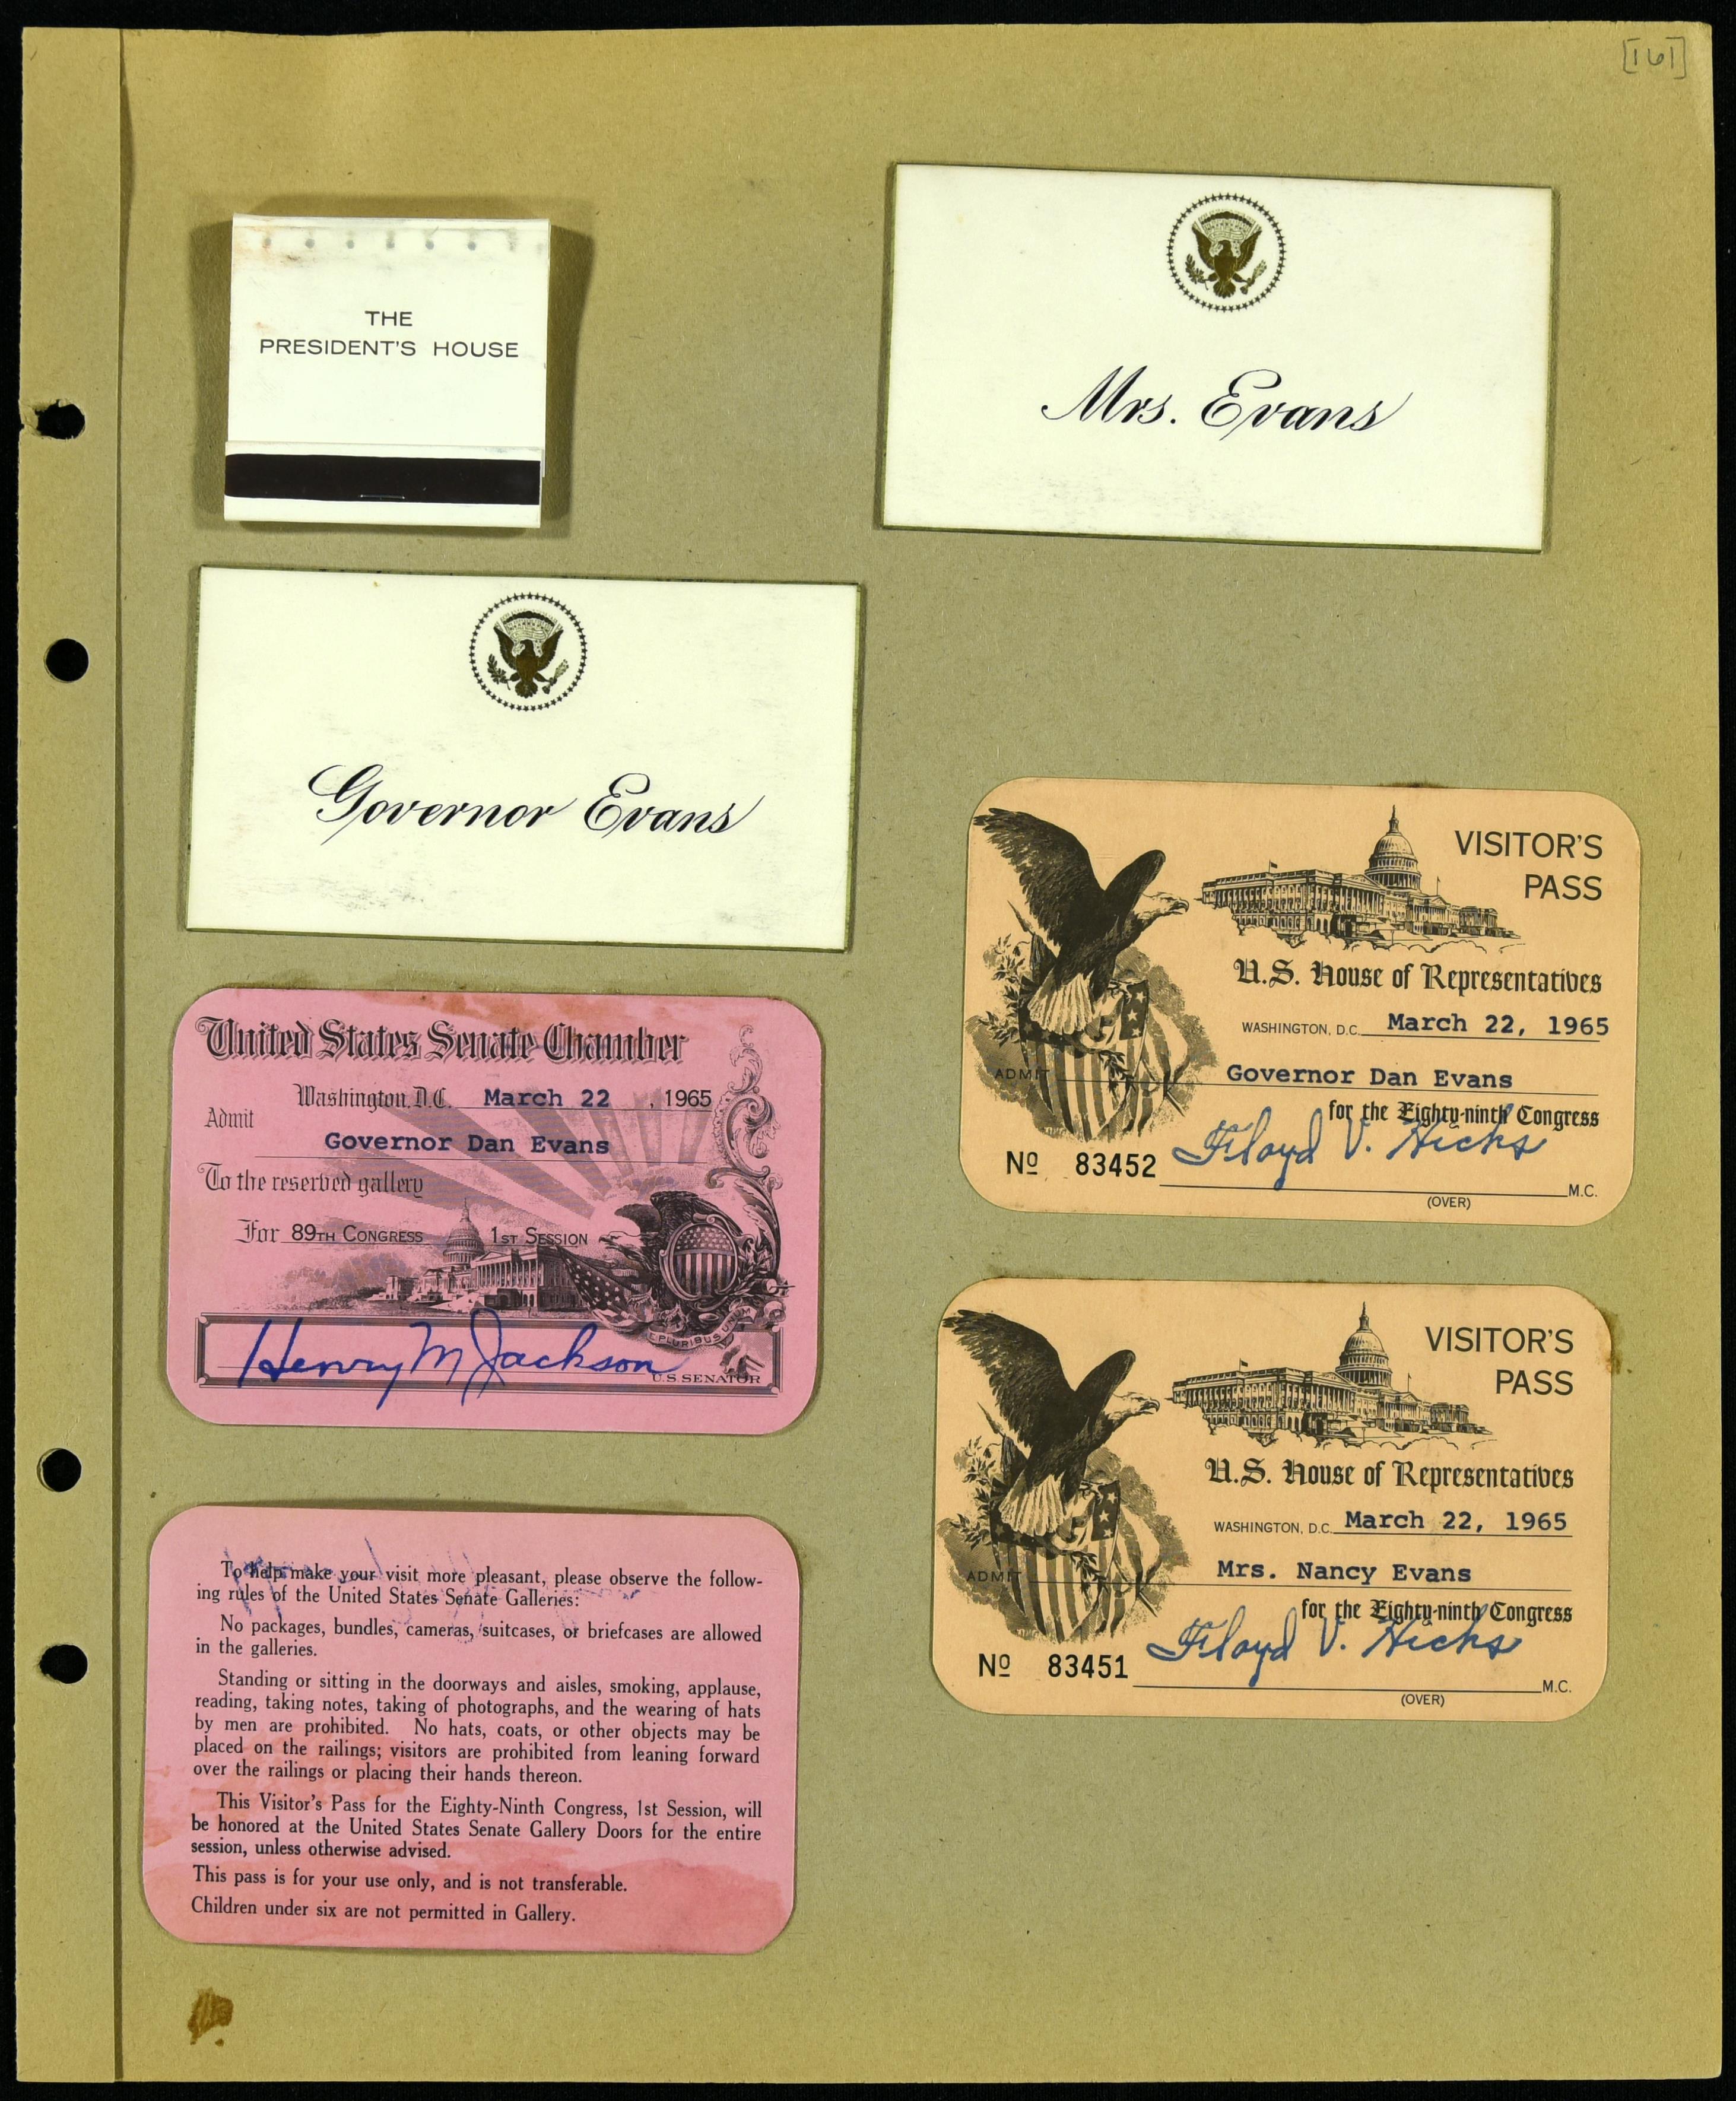 [161]
THE
PRESIDENT'S HOUSE
Mrs. Evans
Governor Evans
United States Senate Chamber
Washington, D.C. March 22, 1965
Admit
Governor Dan Evans
To the reserved gallery
For 89TH CONGRESS 1ST SESSION
E PLURIBUS UNUM
Henry M Jackson
U.S. SENATOR
To help make your visit more pleasant, please observe the follow-
ing rules of the United States Senate Galleries:
No packages, bundles, cameras, suitcases, or briefcases are allowed
in the galleries.
Standing or sitting in the doorways and aisles, smoking, applause,
reading, taking notes, taking of photographs, and the wearing of hats
by men are prohibited. No hats, coats, or other objects may be
placed on the railings; visitors are prohibited from leaning forward
over the railings or placing their hands thereon.
This Visitor's Pass for the Eighty-Ninth Congress, 1st Session, will
be honored at the United States Senate Gallery Doors for the entire
session, unless otherwise advised.
This pass is for your use only, and is not transferable.
Children under six are not permitted in Gallery.
VISITOR'S
PASS
U.S. House of Representatives
WASHINGTON, D.C. March 22, 1965
ADMIT Governor Dan Evans
for the Eighty-ninth Congress
Floyd V. Hicks
Nº 83452
M.C.
(OVER)
VISITOR'S
PASS
U.S. House of Representatives
WASHINGTON, D.C. March 22, 1965
ADMIT Mrs. Nancy Evans
for the Eighty-ninth Congress
Floyd V. Hicks
Nº 83451
M.C.
(OVER)